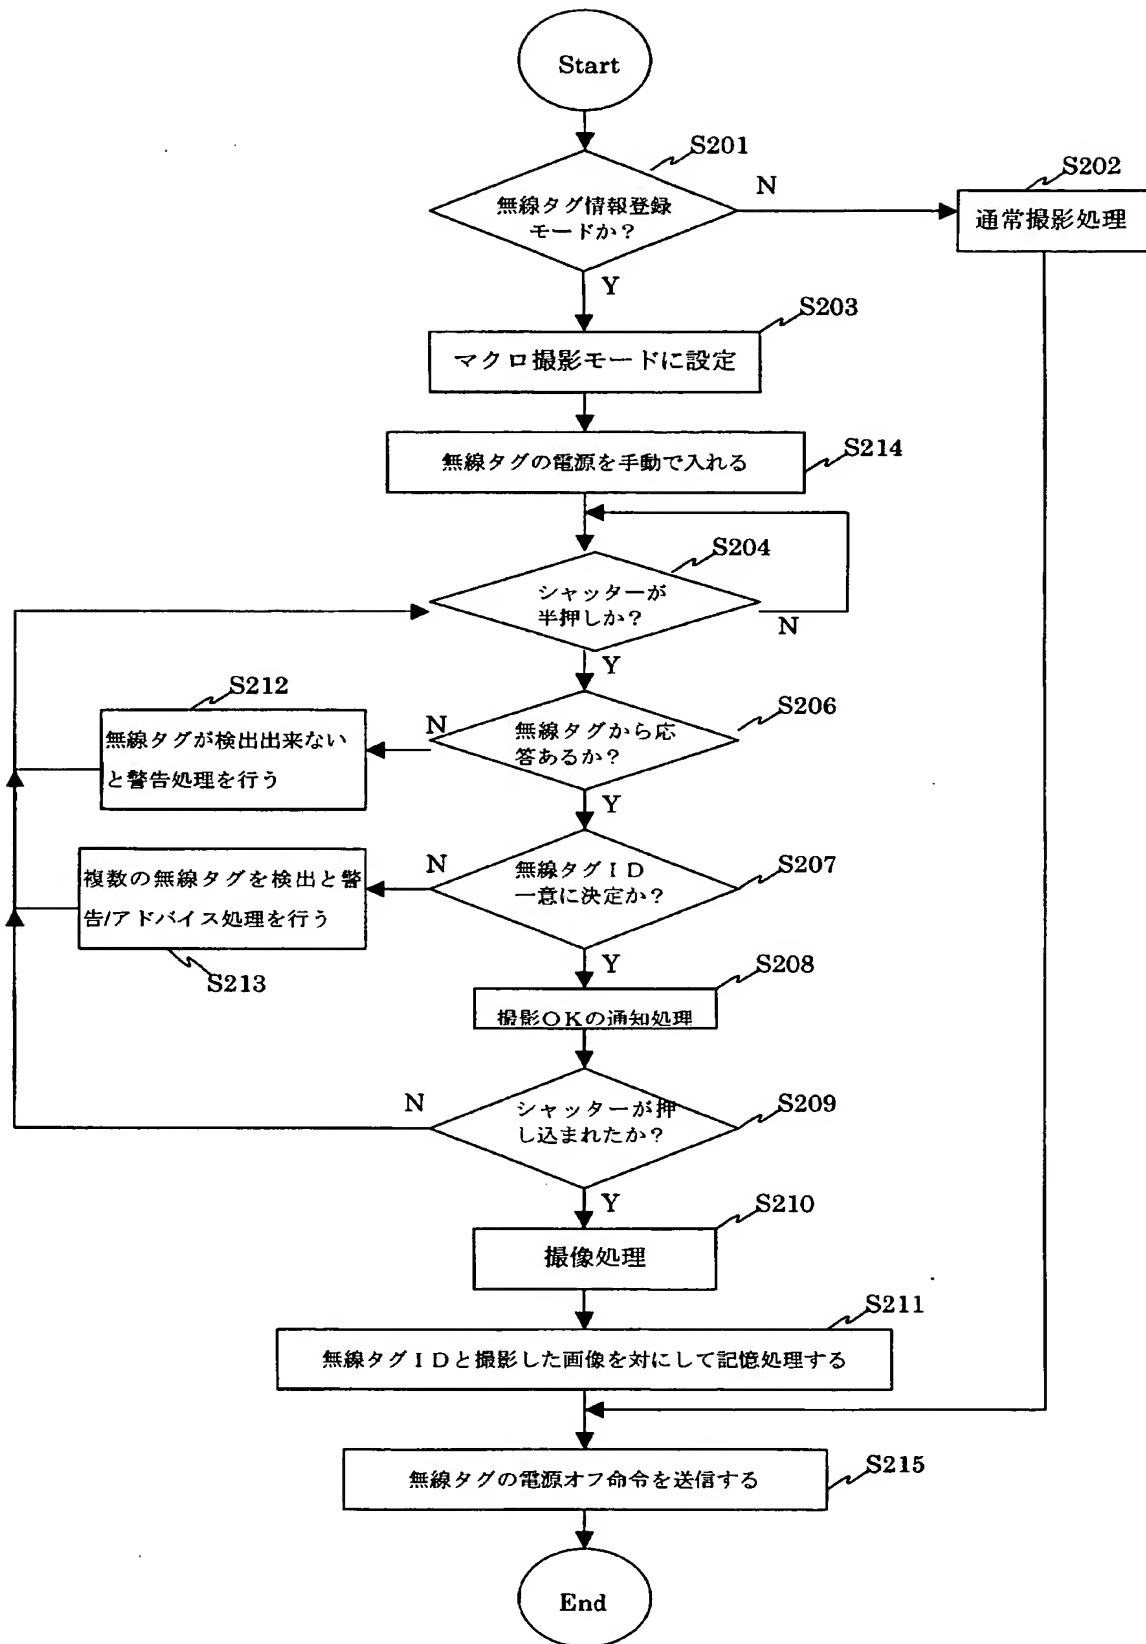 Start
S201
無線タグ情報登録
モードか？
N
S202
通常撮影処理
Y
S203
マクロ撮影モードに設定
無線タグの電源を手動で入れる
S214
S204
シャッターが
半押しか？
N
Y
S212
無線タグが検出出来ない
と警告処理を行う
N
無線タグから応
答あるか？
S206
Y
複数の無線タグを検出と警
告/アドバイス処理を行う
S213
N
無線タグＩＤ
一意に決定か？
S207
Y
S208
撮影ＯＫの通知処理
N
シャッターが押
し込まれたか？
S209
Y
S210
撮像処理
S211
無線タグＩＤと撮影した画像を対にして記憶処理する
無線タグの電源オフ命令を送信する
S215
End